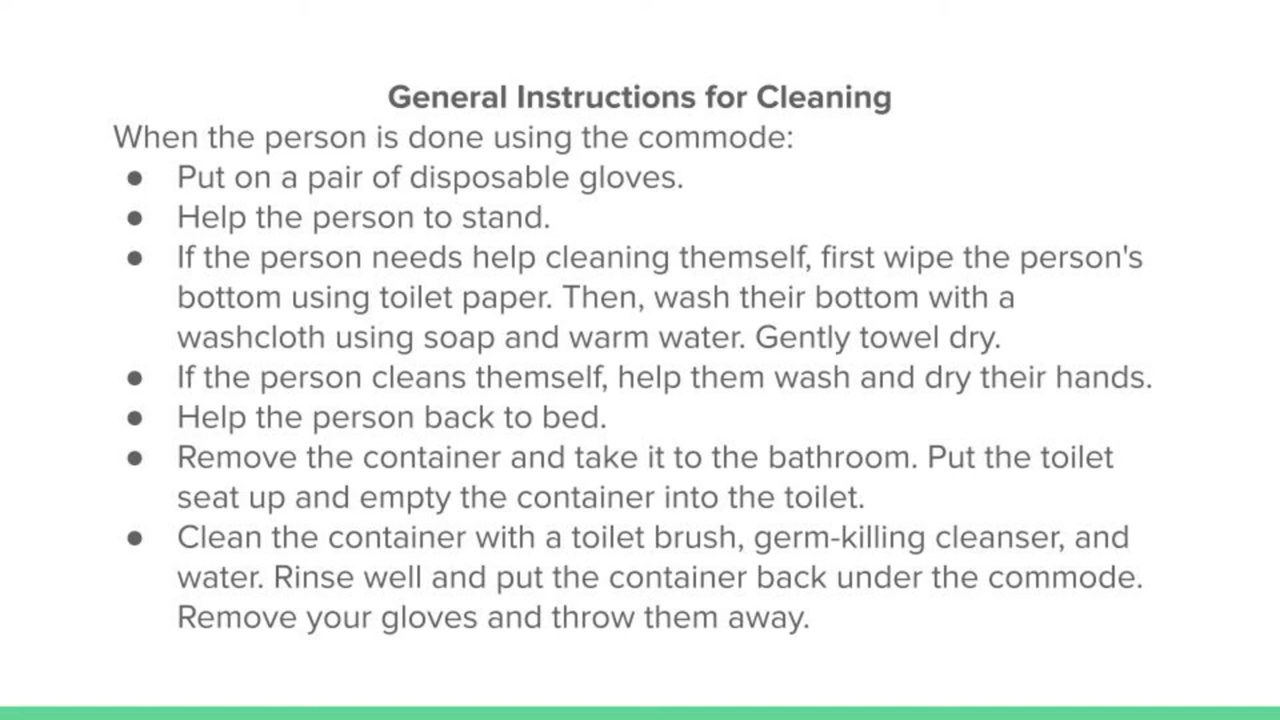 General Instructions for Cleaning
When the person is done using the commode:
● Put on a pair of disposable gloves.
● Help the person to stand.
● If the person needs help cleaning themself, first wipe the person's
bottom using toilet paper. Then, wash their bottom with a
washcloth using soap and warm water. Gently towel dry.
● If the person cleans themself, help them wash and dry their hands.
● Help the person back to bed.
● Remove the container and take it to the bathroom. Put the toilet
seat up and empty the container into the toilet.
● Clean the container with a toilet brush, germ-killing cleanser, and
water. Rinse well and put the container back under the commode.
Remove your gloves and throw them away.